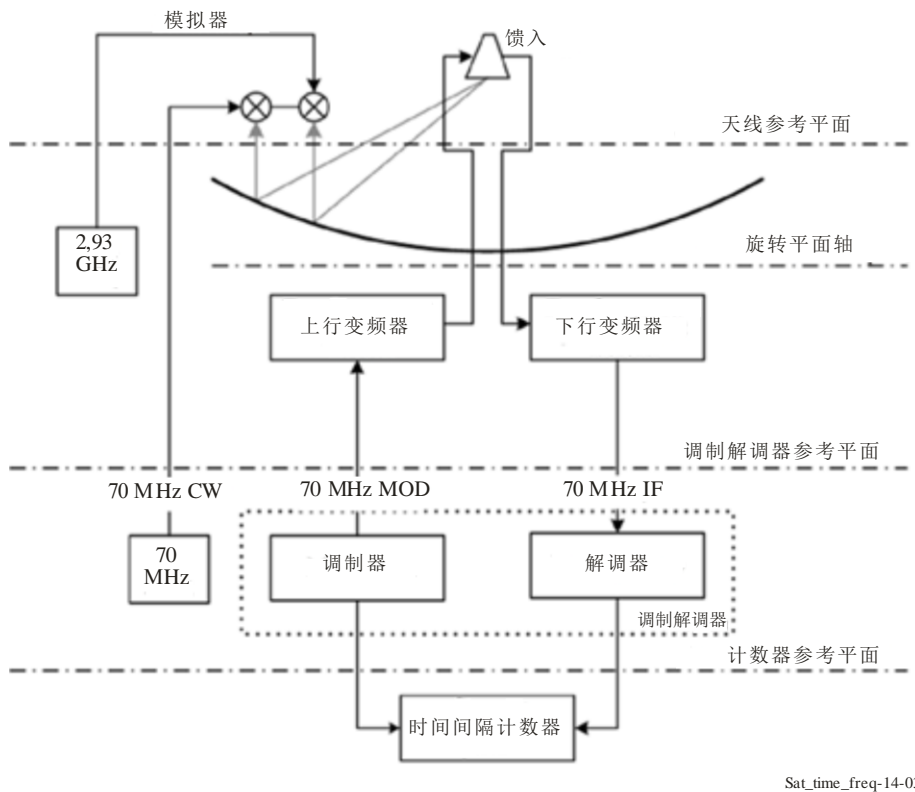 模拟器
馈入
天线参考平面
2,93
GHz
旋转平面轴
上行变频器
下行变频器
调制解调器参考平面
70 MHz CW
70 MHz MOD
70 MHz IF
70
MHz
调制器
解调器
调制解调器
计数器参考平面
时间间隔计数器